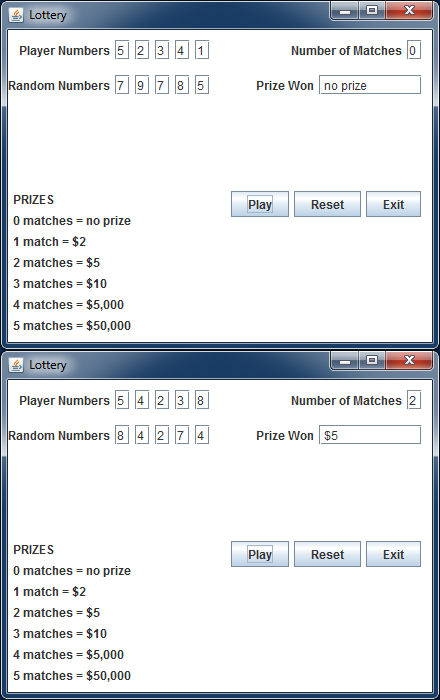 Lottery
Player Numbers 5 2 3 4 1 Number of Matches 0
Random Numbers 7 9 7 8 5 Prize Won no prize
PRIZES Play Reset Exit
0 matches = no prize
1 match = $2
2 matches = $5
3 matches = $10
4 matches = $5,000
5 matches = $50,000
Lottery
Player Numbers 5 4 2 3 8 Number of Matches 2
Random Numbers 8 4 2 7 4 Prize Won $5
PRIZES Play Reset Exit
0 matches = no prize
1 match = $2
2 matches = $5
3 matches = $10
4 matches = $5,000
5 matches = $50,000